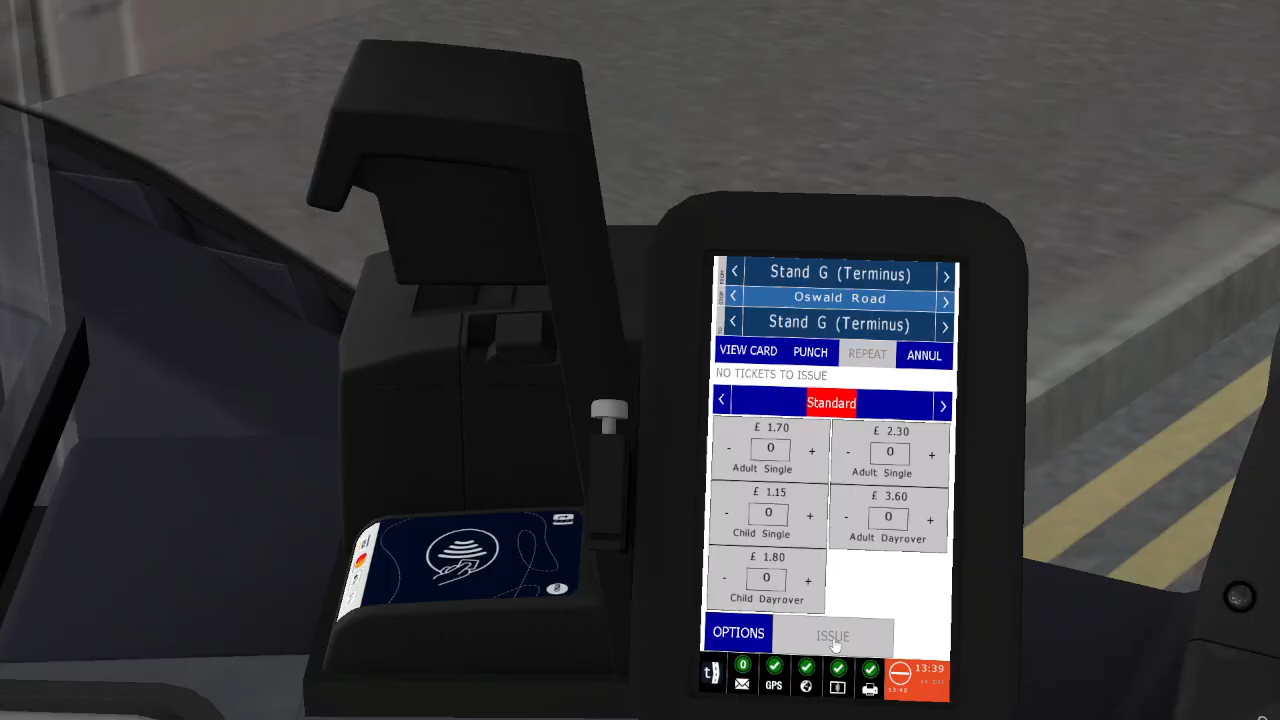 < Stand G (Terminus) >
< Oswald Road >
< Stand G (Terminus) >
VIEW CARD PUNCH REPEAT ANNUL
NO TICKETS TO ISSUE
< Standard >
£ 1.70
- 0 +
Adult Single
£ 2.30
- 0 +
Adult Single
£ 1.15
- 0 +
Child Single
£ 3.60
- 0 +
Adult Dayrover
£ 1.80
- 0 +
Child Dayrover
OPTIONS ISSUE
0
GPS
13:39
13:40